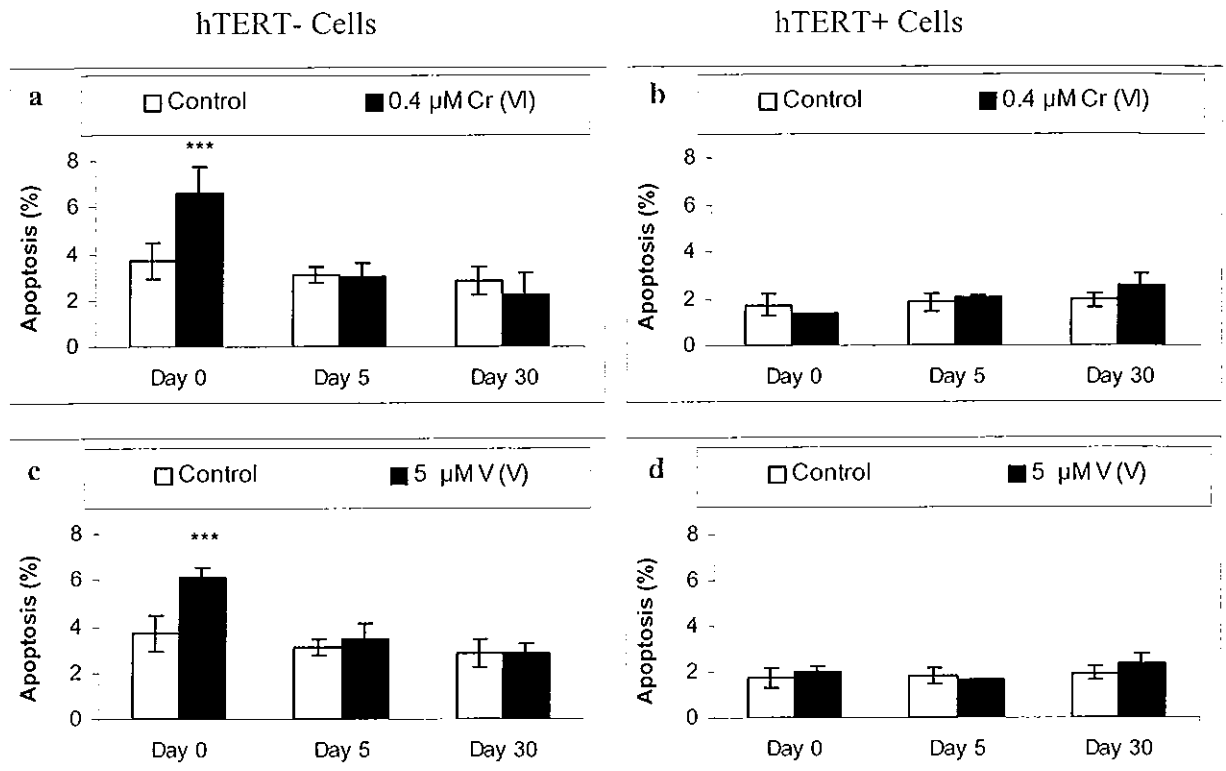 hTERT- Cells
hTERT+ Cells
a
Control
0.4 µM Cr (VI)
***
Apoptosis (%)
8
6
4
2
0
Day 0
Day 5
Day 30
b
Control
0.4 µM Cr (VI)
Apoptosis (%)
8
6
4
2
0
Day 0
Day 5
Day 30
c
Control
5 µM V (V)
***
Apoptosis (%)
8
6
4
2
0
Day 0
Day 5
Day 30
d
Control
5 µM V (V)
Apoptosis (%)
8
6
4
2
0
Day 0
Day 5
Day 30